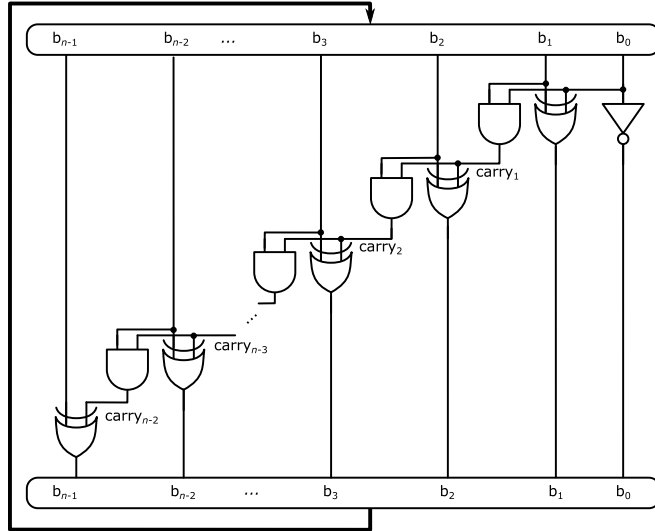 bₙ₋₁ bₙ₋₂ ... b₃ b₂ b₁ b₀
carry₁
carry₂
...
carryₙ₋₃
carryₙ₋₂
bₙ₋₁ bₙ₋₂ ... b₃ b₂ b₁ b₀